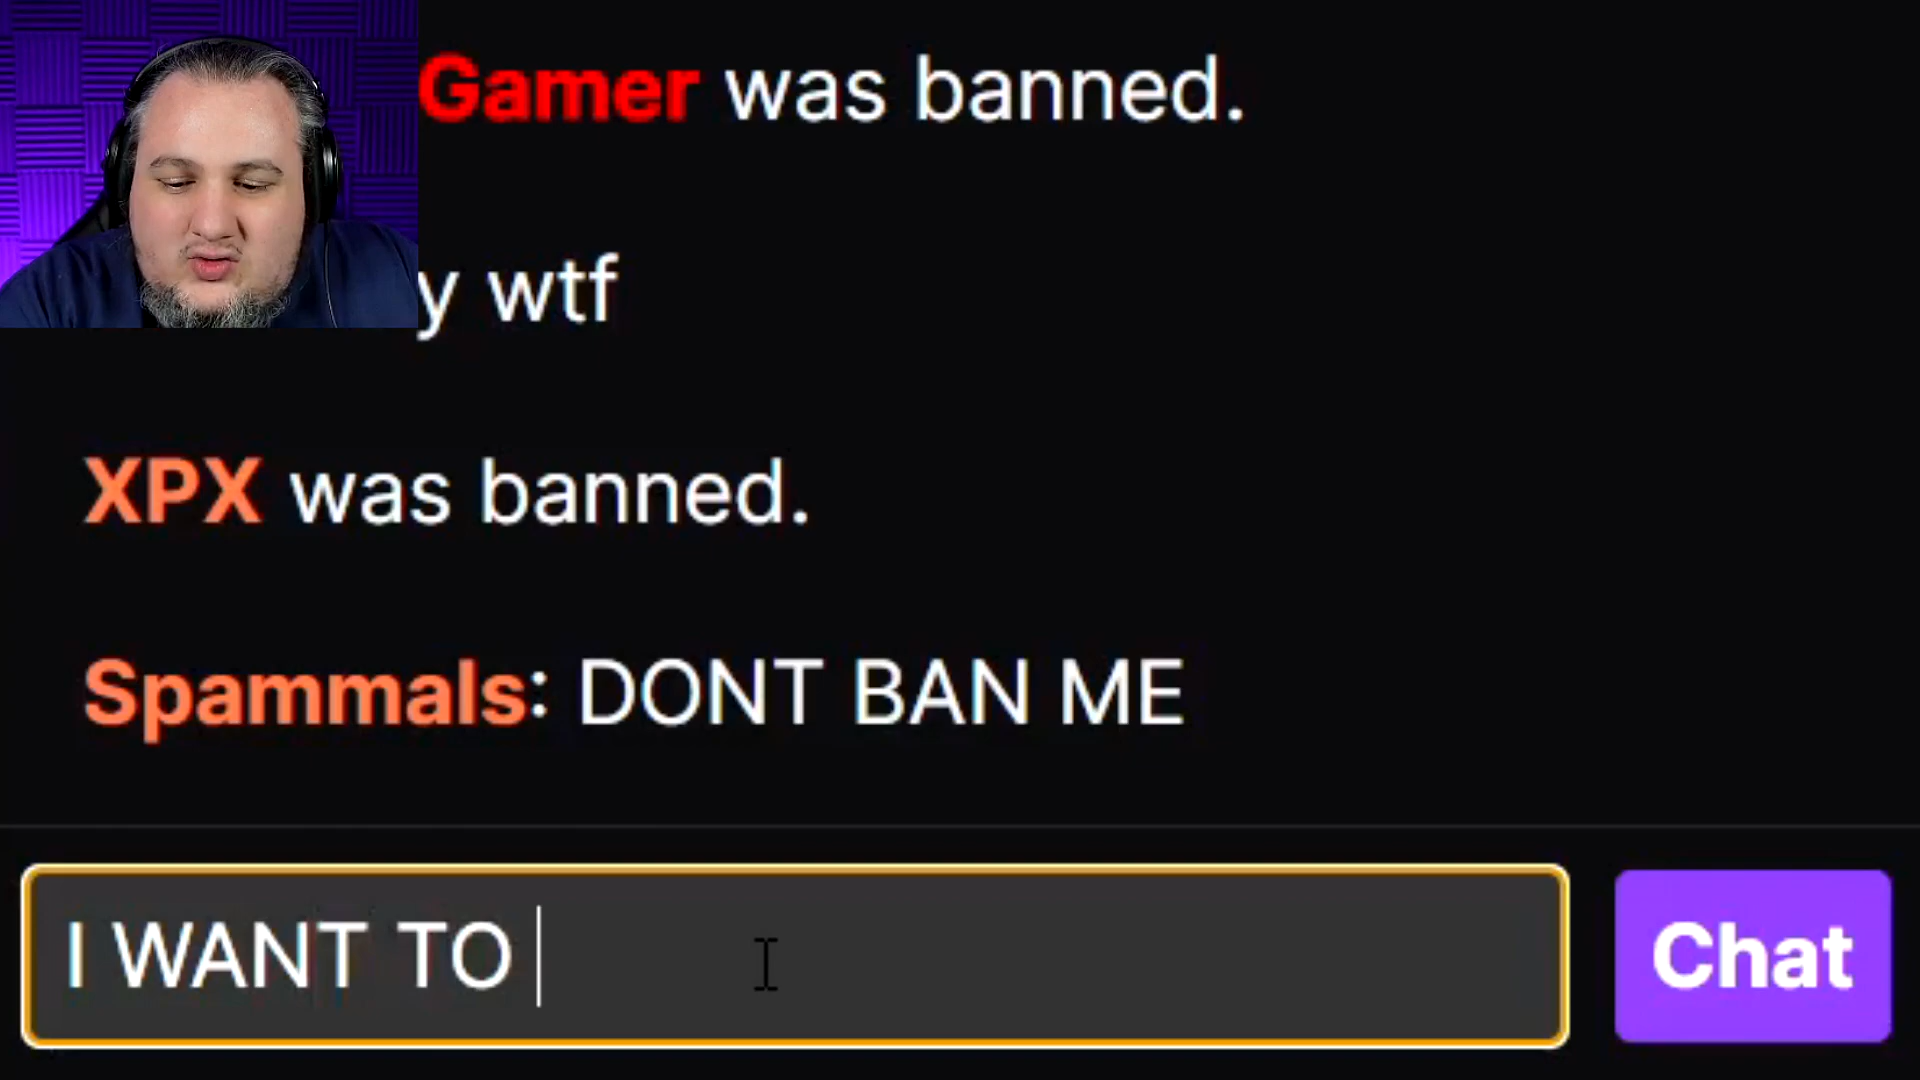 Gamer was banned.
y wtf
XPX was banned.
Spammals: DONT BAN ME
I WANT TO
Chat